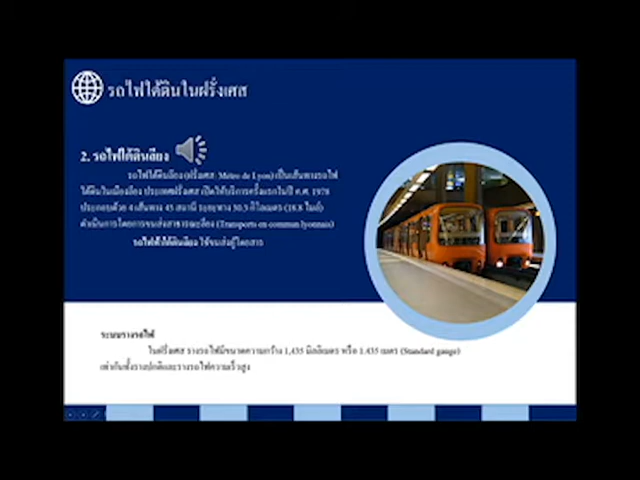 รถไฟใต้ดินในฝรั่งเศส
2. รถไฟใต้ดินลียง
รถไฟใต้ดินลียง (ฝรั่งเศส: Métro de Lyon) เป็นเส้นทางรถไฟ
ใต้ดินในเมืองลียง ประเทศฝรั่งเศส เปิดให้บริการครั้งแรกในปี ค.ศ. 1978
ประกอบด้วย 4 เส้นทาง 43 สถานี ระยะทาง 30.3 กิโลเมตร (18.8 ไมล์)
ดำเนินการโดยการขนส่งสาธารณะลียง (Transports en commun lyonnais)
รถไฟฟ้าใต้ดินลียง ใช้ขนส่งผู้โดยสาร
ระบบรางรถไฟ
ในฝรั่งเศส รางรถไฟมีขนาดความกว้าง 1,435 มิลลิเมตร หรือ 1.435 เมตร (Standard gauge)
เท่ากันทั้งรางปกติและรางรถไฟความเร็วสูง